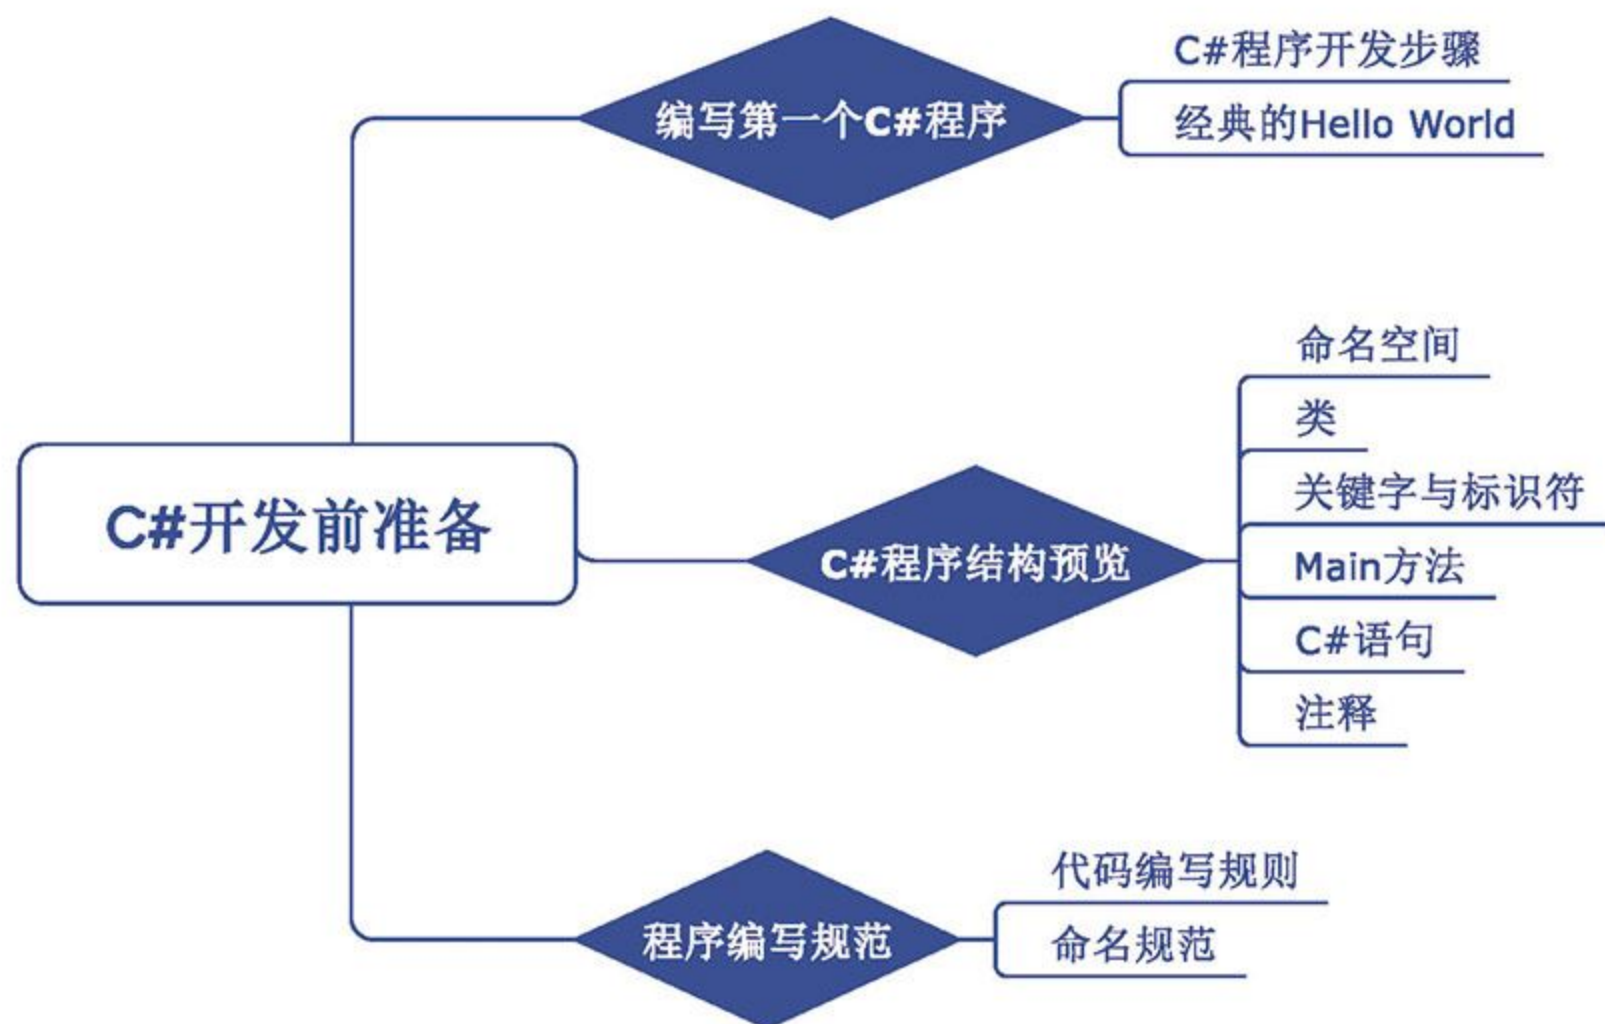 编写第一个C#程序
C#程序开发步骤
经典的Hello World
C#开发前准备
C#程序结构预览
命名空间
类
关键字与标识符
Main方法
C#语句
注释
程序编写规范
代码编写规则
命名规范